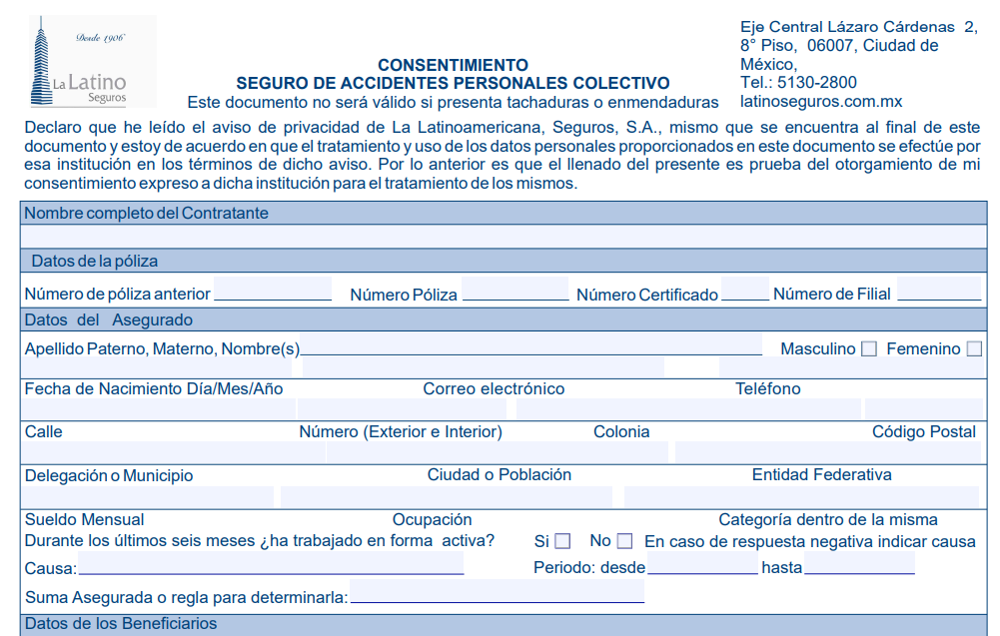 Desde 1906
La Latino
Seguros
Eje Central Lázaro Cárdenas 2,
8° Piso, 06007, Ciudad de
México,
Tel.: 5130-2800
latinoseguros.com.mx
CONSENTIMIENTO
SEGURO DE ACCIDENTES PERSONALES COLECTIVO
Este documento no será válido si presenta tachaduras o enmendaduras
Declaro que he leído el aviso de privacidad de La Latinoamericana, Seguros, S.A., mismo que se encuentra al final de este
documento y estoy de acuerdo en que el tratamiento y uso de los datos personales proporcionados en este documento se efectúe por
esa institución en los términos de dicho aviso. Por lo anterior es que el llenado del presente es prueba del otorgamiento de mi
consentimiento expreso a dicha institución para el tratamiento de los mismos.
Nombre completo del Contratante
Datos de la póliza
Número de póliza anterior Número Póliza Número Certificado Número de Filial
Datos del Asegurado
Apellido Paterno, Materno, Nombre(s) Masculino Femenino
Fecha de Nacimiento Día/Mes/Año Correo electrónico Teléfono
Calle Número (Exterior e Interior) Colonia Código Postal
Delegación o Municipio Ciudad o Población Entidad Federativa
Sueldo Mensual Ocupación Categoría dentro de la misma
Durante los últimos seis meses ¿ha trabajado en forma activa? Si No En caso de respuesta negativa indicar causa
Causa: Periodo: desde hasta
Suma Asegurada o regla para determinarla:
Datos de los Beneficiarios